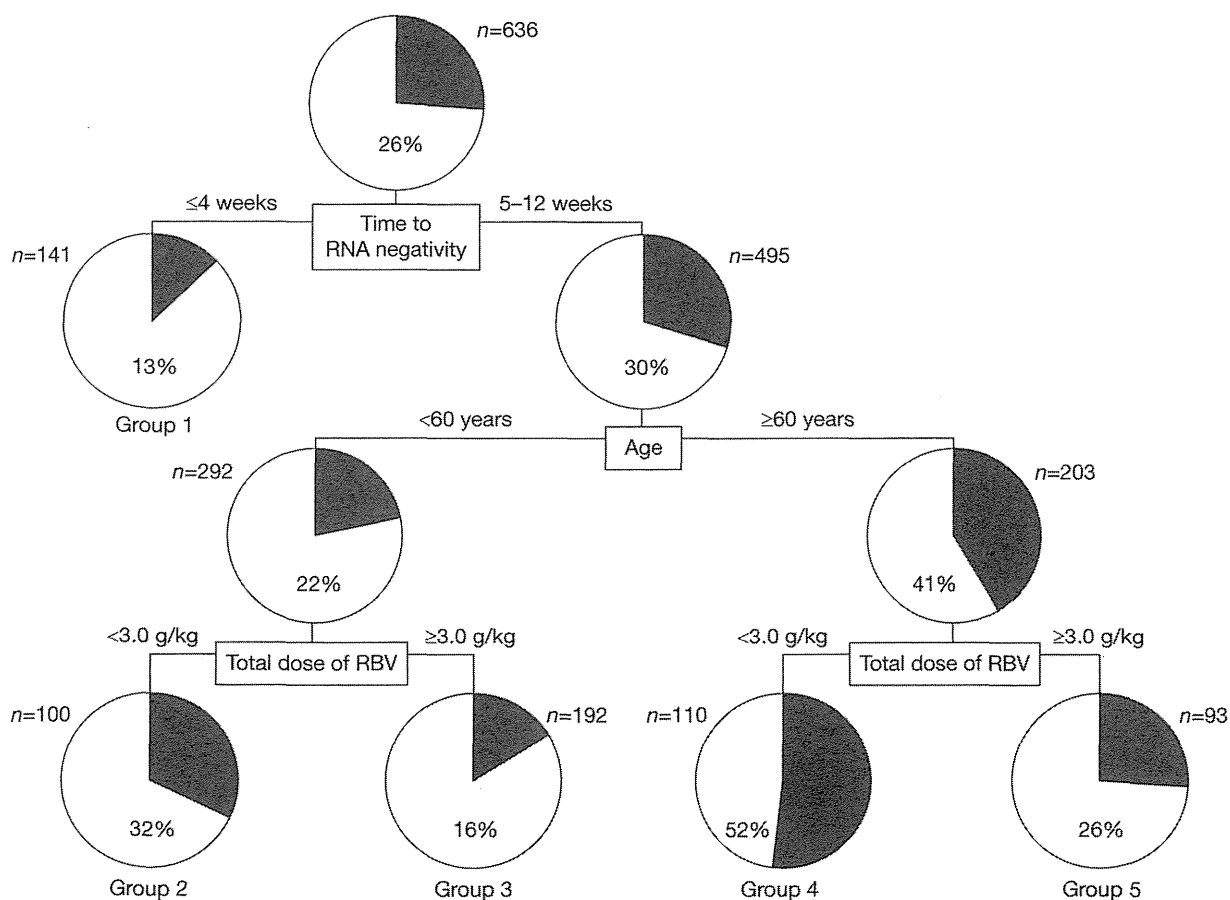 n=636
26%
≤4 weeks
Time to
RNA negativity
5–12 weeks
n=141
13%
Group 1
n=495
30%
<60 years
Age
≥60 years
n=292
22%
n=203
41%
<3.0 g/kg
Total dose of RBV
≥3.0 g/kg
<3.0 g/kg
Total dose of RBV
≥3.0 g/kg
n=100
32%
Group 2
n=192
16%
Group 3
n=110
52%
Group 4
n=93
26%
Group 5